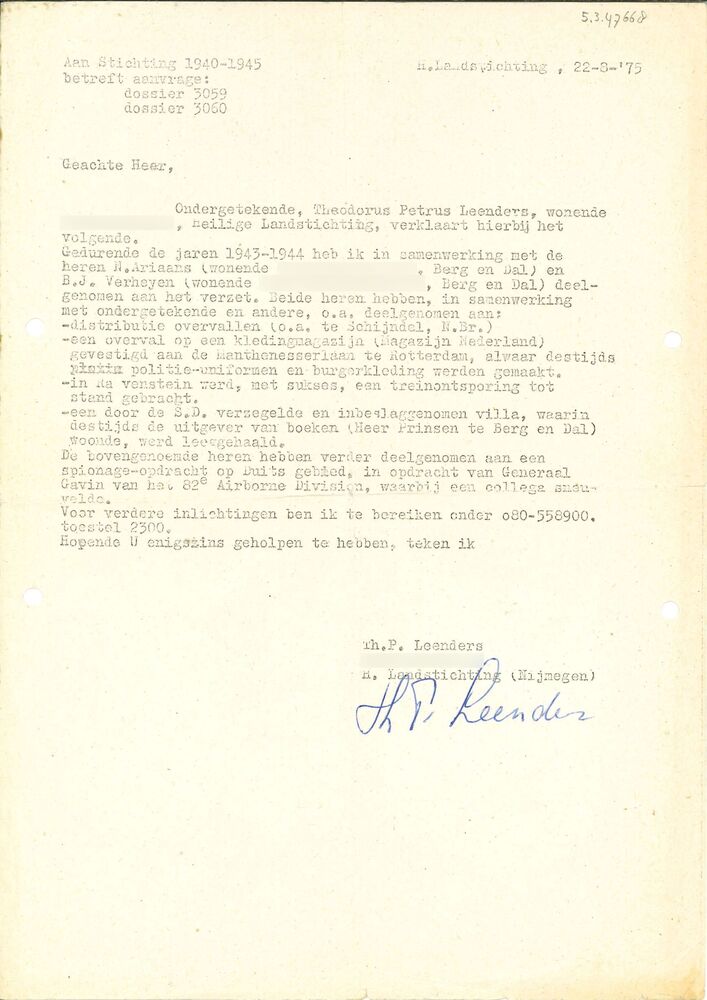 5.3.47668
Aan Stichting 1940-1945
H.Landstichting , 22-8-'75
betreft aanvrage:
dossier 3059
dossier 3060
Geachte Heer,
Ondergetekende, Theodorus Petrus Leenders, wonende
, Heilige Landstichting, verklaart hierbij het
volgende.
Gedurende de jaren 1943-1944 heb ik in samenwerking met de
heren N.Ariaans (wonende , Berg en Dal) en
B.J. Verheyen (wonende , Berg en Dal) deel-
genomen aan het verzet. Beide heren hebben, in samenwerking
met ondergetekende en andere, o.a. deelgenomen aan:
-distributie overvallen (o.a. te Schijndel, N.Br.)
-een overval op een kledingmagazijn (Magazijn Nederland)
gevestigd aan de Manthenesserlaan te Rotterdam, alwaar destijds
politie-uniformen en burgerkleding werden gemaakt.
-in Ra venstein werd, met sukses, een treinontsporing tot
stand gebracht.
-een door de S.D. verzegelde en inbeslaggenomen villa, waarin
destijds de uitgever van boeken (Heer Prinsen te Berg en Dal)
woonde, werd leeggehaald.
De bovengenoemde heren hebben verder deelgenomen aan een
spionage-opdracht op Duits gebied, in opdracht van Generaal
Gavin van het 82e Airborne Division, waarbij een collega sneu-
velde.
Voor verdere inlichtingen ben ik te bereiken onder o80-558900,
toestel 2300.
Hopende U enigszins geholpen te hebben, teken ik
Th.P. Leenders
H. Landstichting (Nijmegen)
Th P. Leenders